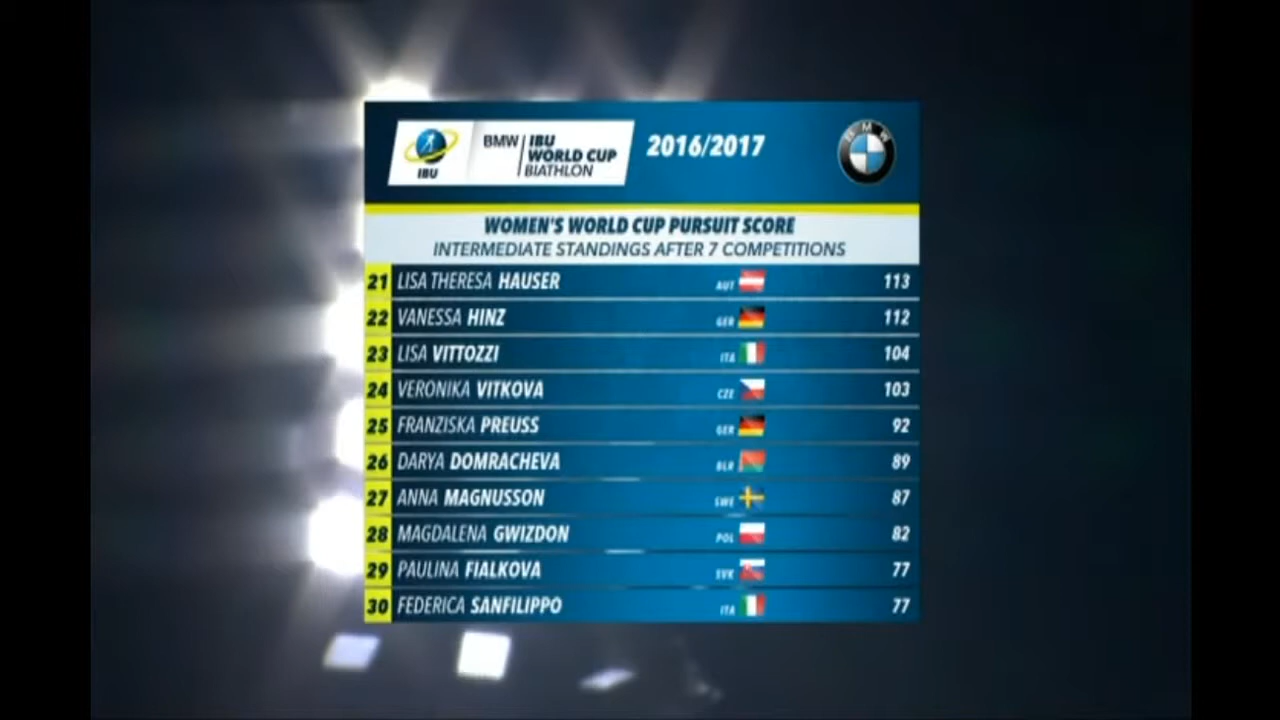 IBU
BMW
IBU
WORLD CUP
BIATHLON
2016/2017
BMW
WOMEN'S WORLD CUP PURSUIT SCORE
INTERMEDIATE STANDINGS AFTER 7 COMPETITIONS
21 LISA THERESA HAUSER AUT 113
22 VANESSA HINZ GER 112
23 LISA VITTOZZI ITA 104
24 VERONIKA VITKOVA CZE 103
25 FRANZISKA PREUSS GER 92
26 DARYA DOMRACHEVA BLR 89
27 ANNA MAGNUSSON SWE 87
28 MAGDALENA GWIZDON POL 82
29 PAULINA FIALKOVA SVK 77
30 FEDERICA SANFILIPPO ITA 77